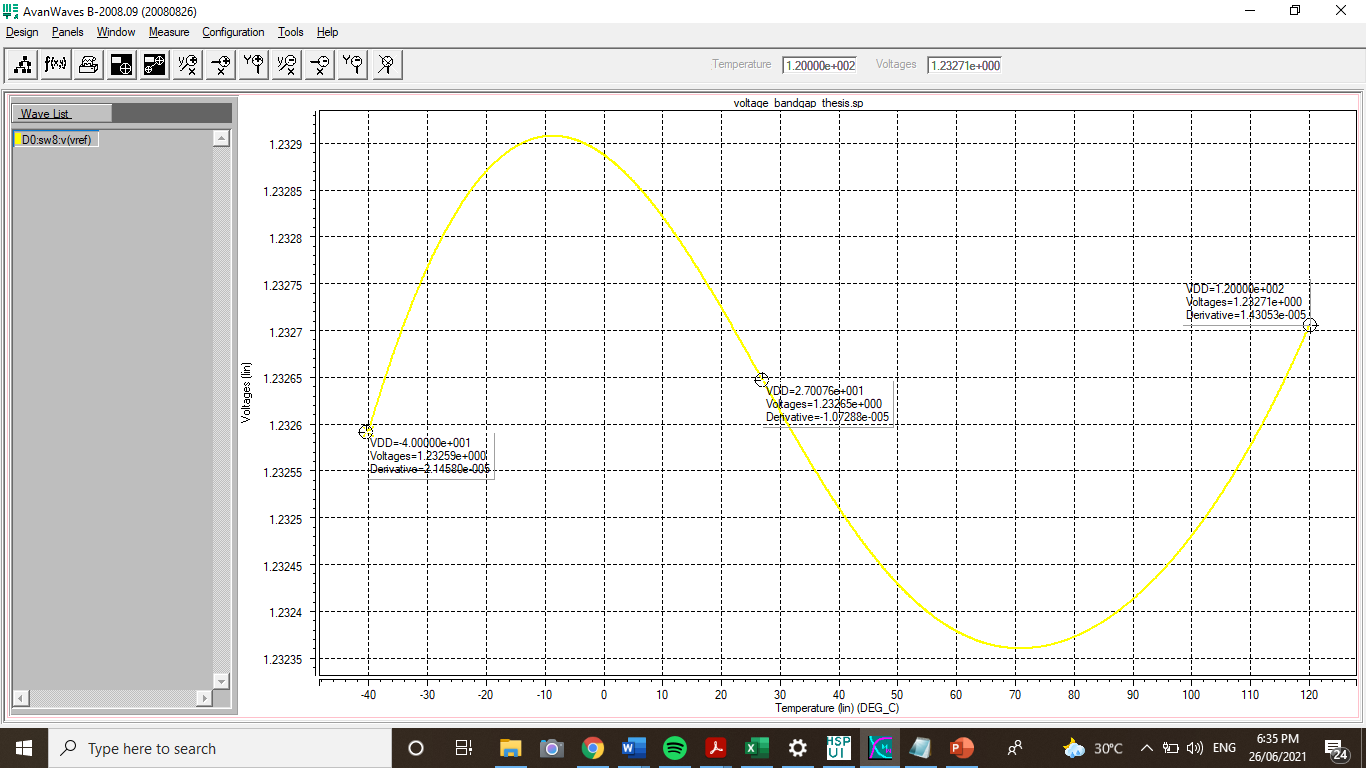 AvanWaves B-2008.09 (20080826)
Design Panels Window Measure Configuration Tools Help
f(x)
Temperature 1.20000e+002 Voltages 1.23271e+000
Wave List
D0:sw8:v(vref)
voltage_bandgap_thesis.sp
Voltages (lin)
1.2329
1.23285
1.2328
1.23275
1.2327
1.23265
1.2326
1.23255
1.2325
1.23245
1.2324
1.23235
VDD=1.20000e+002
Voltages=1.23271e+000
Derivative=1.43053e-005
VDD=2.70076e+001
Voltages=1.23265e+000
Derivative=-1.07288e-005
VDD=-4.00000e+001
Voltages=1.23259e+000
Derivative=2.14580e-005
-40 -30 -20 -10 0 10 20 30 40 50 60 70 80 90 100 110 120
Temperature (lin) (DEG_C)
Type here to search
HSP UI
30°C
ENG
6:35 PM
26/06/2021
24